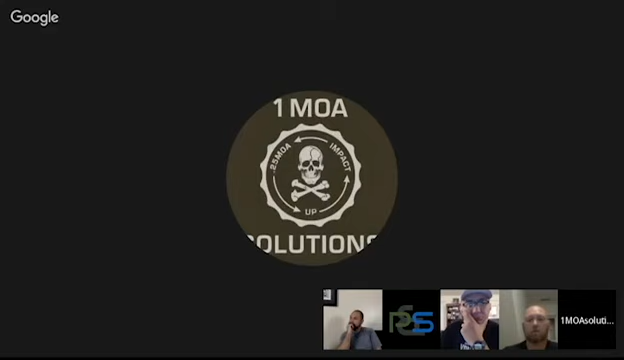 Google
1 MOA
.25MOA
IMPACT
UP
SOLUTIONS
1MOAsoluti...